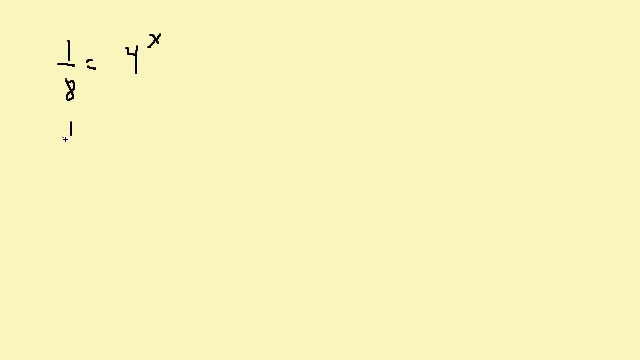 1/8 = 4^x
1